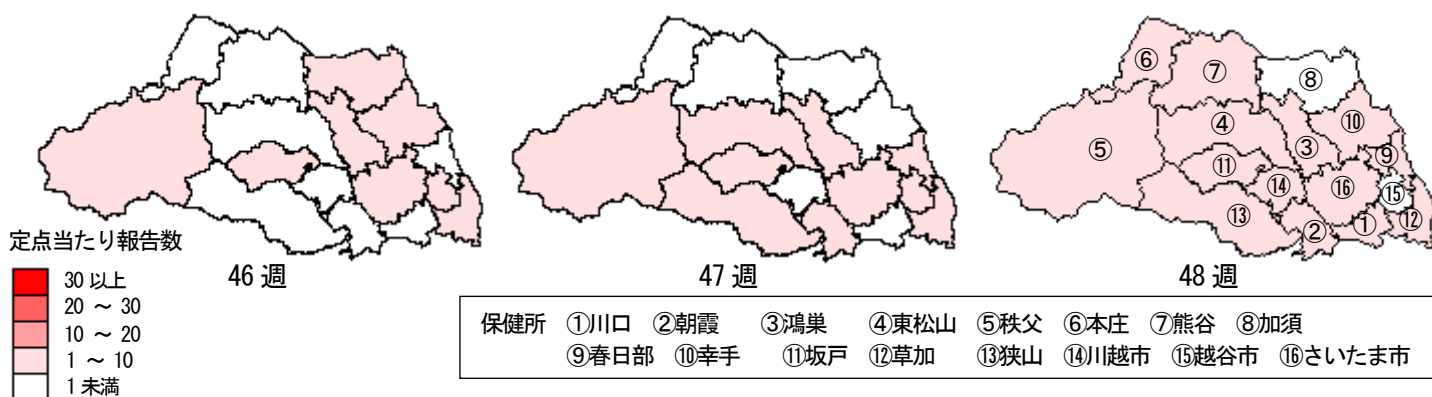 ⑥
⑦
⑧
④
③
⑩
⑤
⑪
⑨
⑭
⑯
⑮
⑬
②
①
⑫
定点当たり報告数
30 以上
20 ～ 30
10 ～ 20
1 ～ 10
1 未満
46 週
47 週
48 週
保健所 ①川口 ②朝霞 ③鴻巣 ④東松山 ⑤秩父 ⑥本庄 ⑦熊谷 ⑧加須
⑨春日部 ⑩幸手 ⑪坂戸 ⑫草加 ⑬狭山 ⑭川越市 ⑮越谷市 ⑯さいたま市